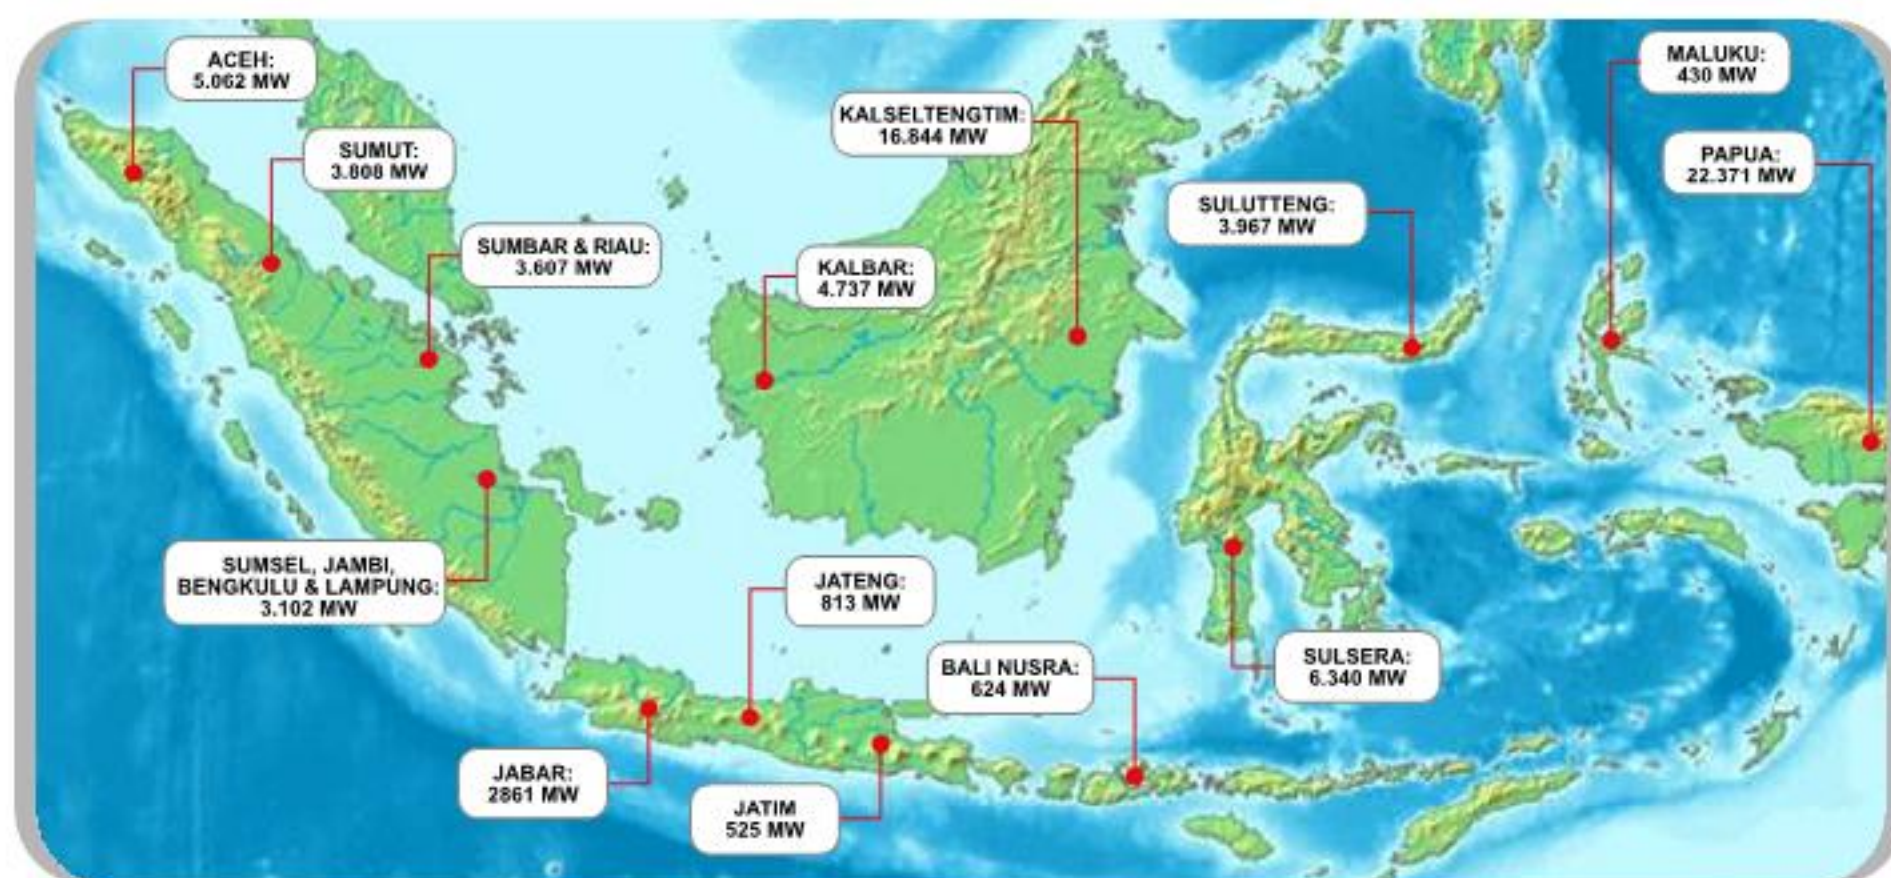 ACEH:
5.062 MW
SUMUT:
3.808 MW
SUMBAR & RIAU:
3.607 MW
SUMSEL, JAMBI,
BENGKULU & LAMPUNG:
3.102 MW
JABAR:
2861 MW
JATENG:
813 MW
JATIM
525 MW
BALI NUSRA:
624 MW
KALBAR:
4.737 MW
KALSELTENGTIM:
16.844 MW
SULUTTENG:
3.967 MW
SULSERA:
6.340 MW
MALUKU:
430 MW
PAPUA:
22.371 MW